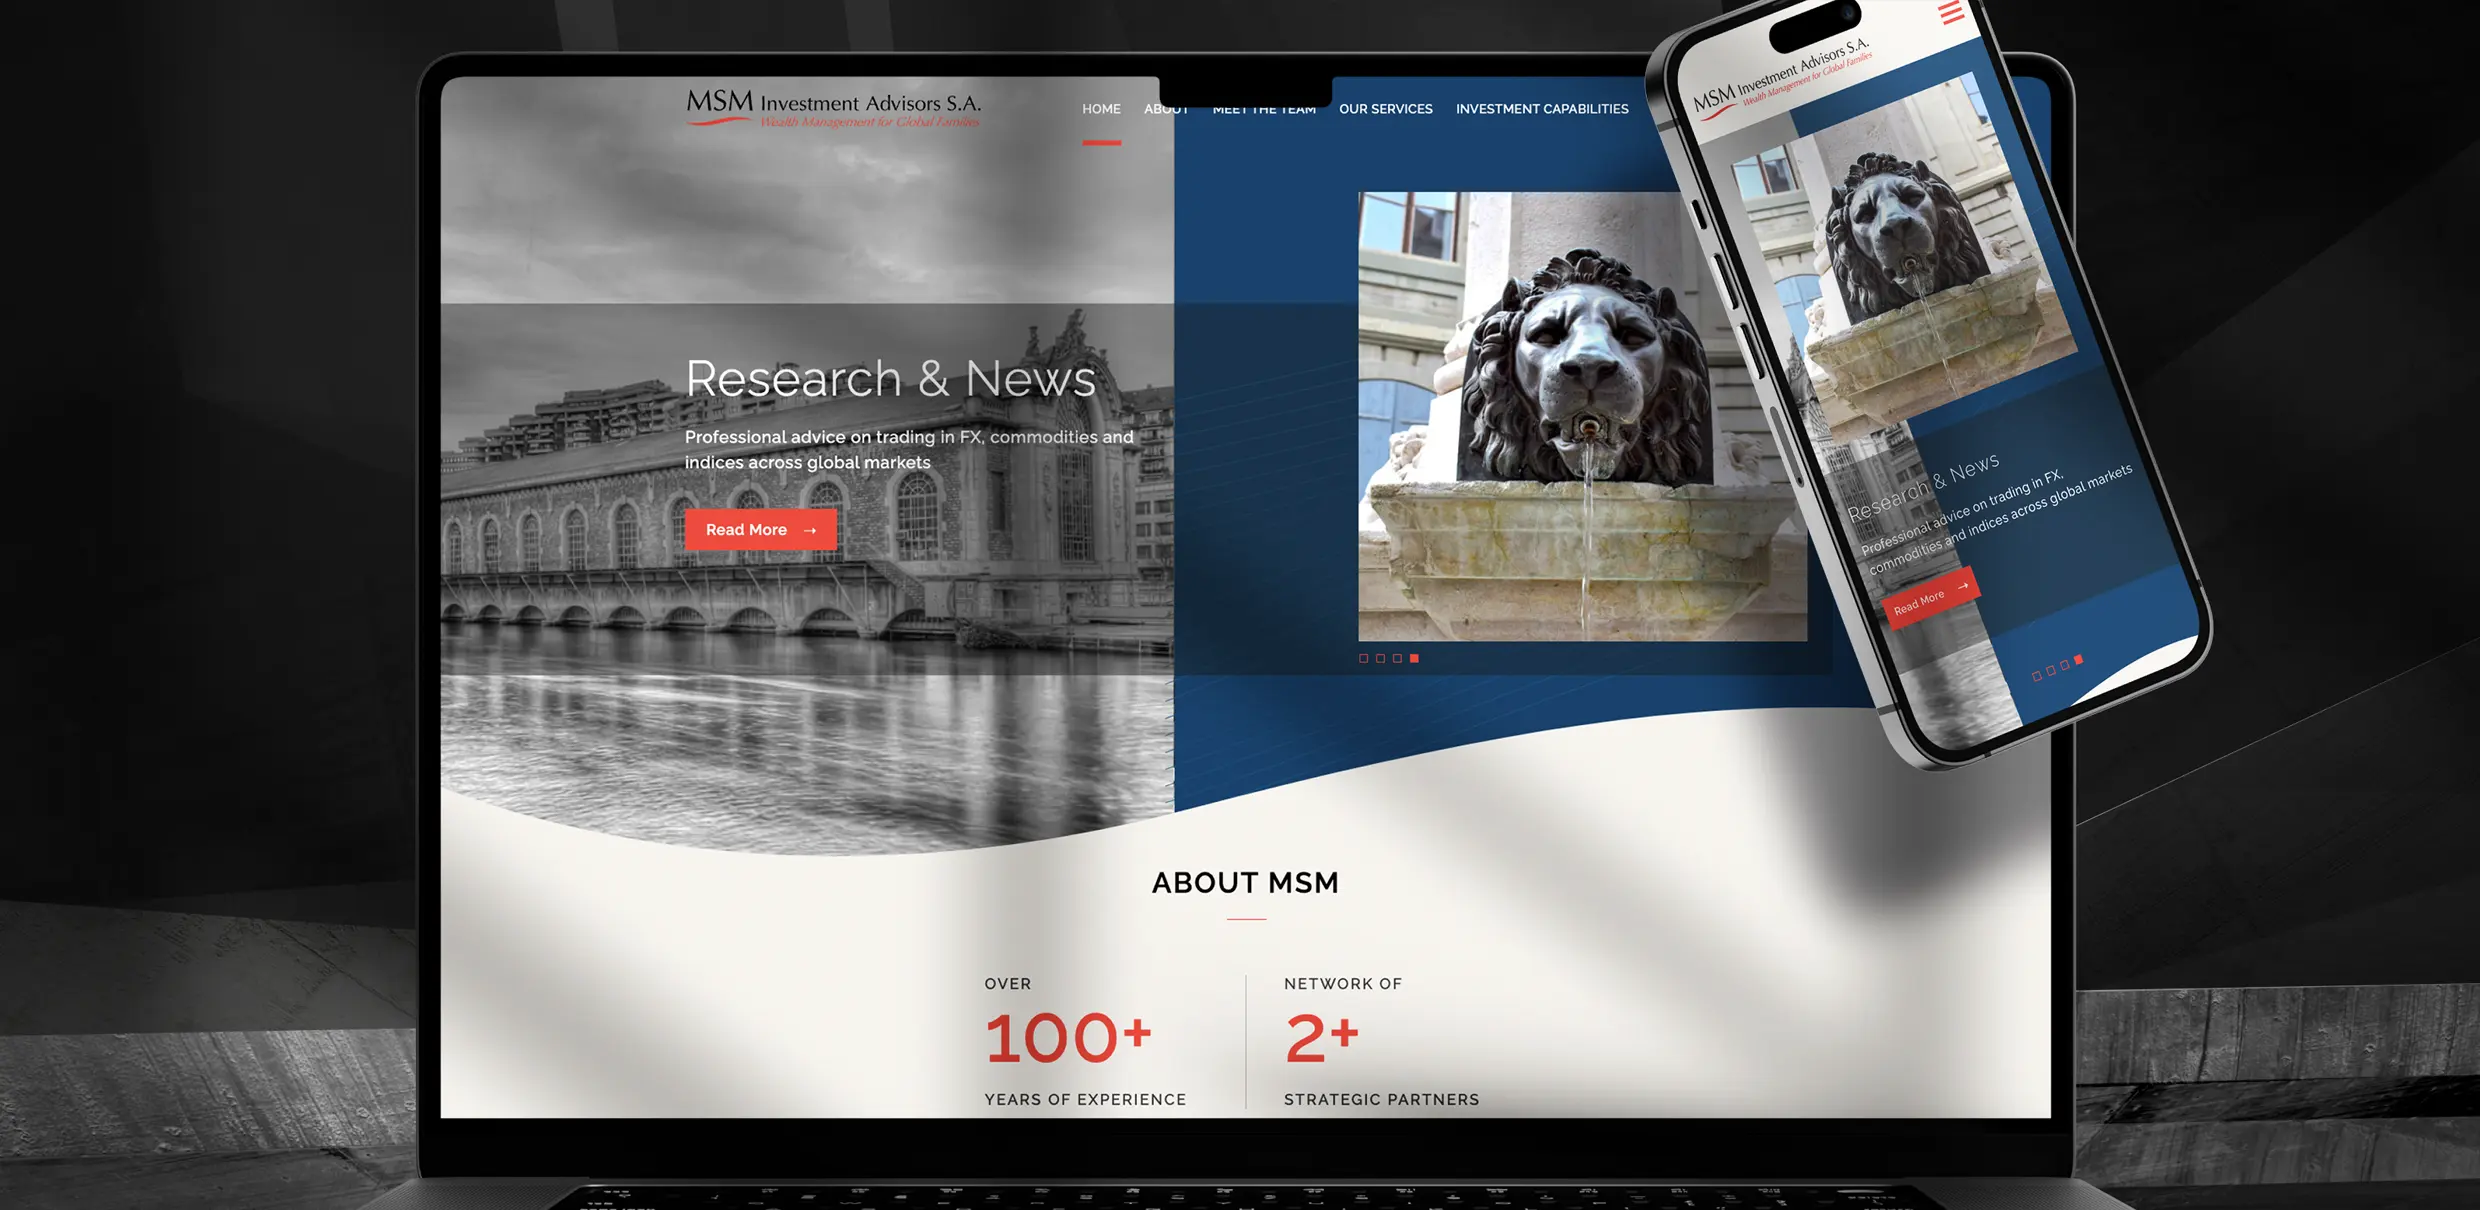 MSM Investment Advisors S.A.
Wealth Management for Global Families
HOME ABOUT MEET THE TEAM OUR SERVICES INVESTMENT CAPABILITIES
Research & News
Professional advice on trading in FX, commodities and
indices across global markets
Read More →
ABOUT MSM
OVER
100+
YEARS OF EXPERIENCE
NETWORK OF
2+
STRATEGIC PARTNERS
MSM Investment Advisors S.A.
Wealth Management for Global Families
Research & News
Professional advice on trading in FX,
commodities and indices across global markets
Read More →